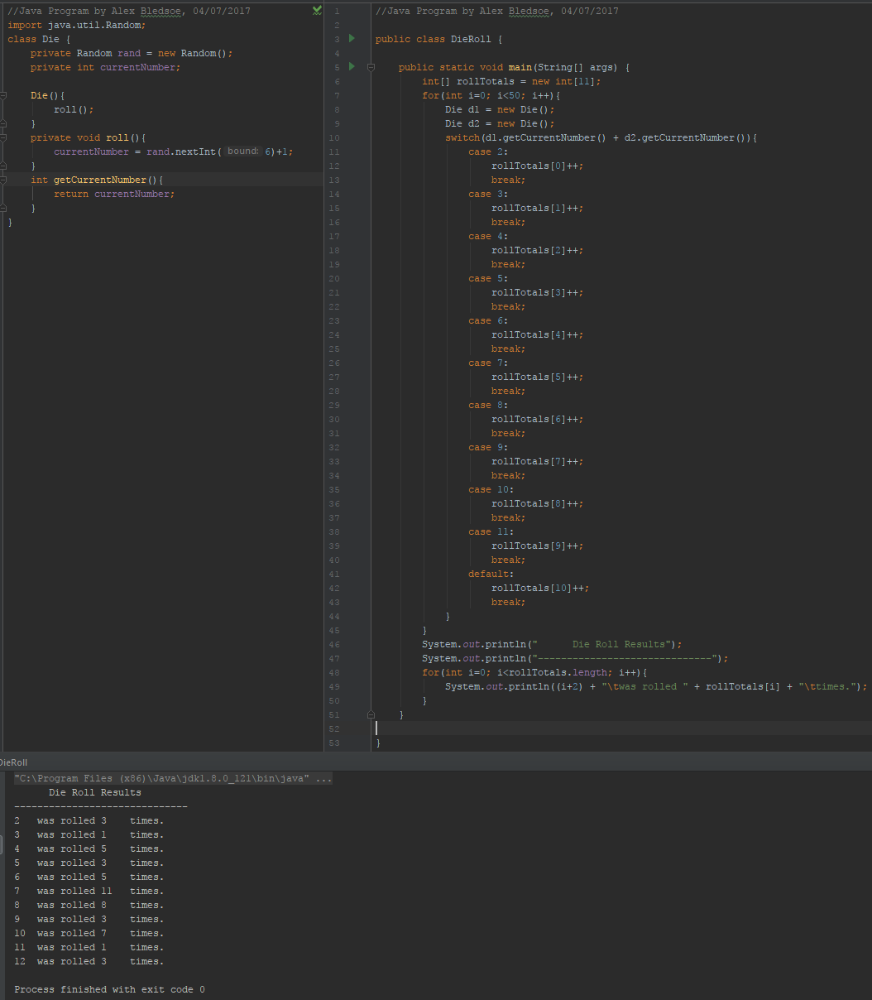 //Java Program by Alex Bledsoe, 04/07/2017
import java.util.Random;
class Die {
    private Random rand = new Random();
    private int currentNumber;

    Die(){
        roll();
    }
    private void roll(){
        currentNumber = rand.nextInt( bound: 6)+1;
    }
    int getCurrentNumber(){
        return currentNumber;
    }
}
1 //Java Program by Alex Bledsoe, 04/07/2017
2
3 public class DieRoll {
4
5     public static void main(String[] args) {
6         int[] rollTotals = new int[11];
7         for(int i=0; i<50; i++){
8             Die d1 = new Die();
9             Die d2 = new Die();
10             switch(d1.getCurrentNumber() + d2.getCurrentNumber()){
11                 case 2:
12                     rollTotals[0]++;
13                     break;
14                 case 3:
15                     rollTotals[1]++;
16                     break;
17                 case 4:
18                     rollTotals[2]++;
19                     break;
20                 case 5:
21                     rollTotals[3]++;
22                     break;
23                 case 6:
24                     rollTotals[4]++;
25                     break;
26                 case 7:
27                     rollTotals[5]++;
28                     break;
29                 case 8:
30                     rollTotals[6]++;
31                     break;
32                 case 9:
33                     rollTotals[7]++;
34                     break;
35                 case 10:
36                     rollTotals[8]++;
37                     break;
38                 case 11:
39                     rollTotals[9]++;
40                     break;
41                 default:
42                     rollTotals[10]++;
43                     break;
44             }
45         }
46         System.out.println("      Die Roll Results");
47         System.out.println("------------------------------");
48         for(int i=0; i<rollTotals.length; i++){
49             System.out.println((i+2) + "\twas rolled " + rollTotals[i] + "\ttimes.");
50         }
51     }
52
53 }
DieRoll
"C:\Program Files (x86)\Java\jdk1.8.0_121\bin\java" ...
      Die Roll Results
------------------------------
2 was rolled 3 times.
3 was rolled 1 times.
4 was rolled 5 times.
5 was rolled 3 times.
6 was rolled 5 times.
7 was rolled 11 times.
8 was rolled 8 times.
9 was rolled 3 times.
10 was rolled 7 times.
11 was rolled 1 times.
12 was rolled 3 times.

Process finished with exit code 0